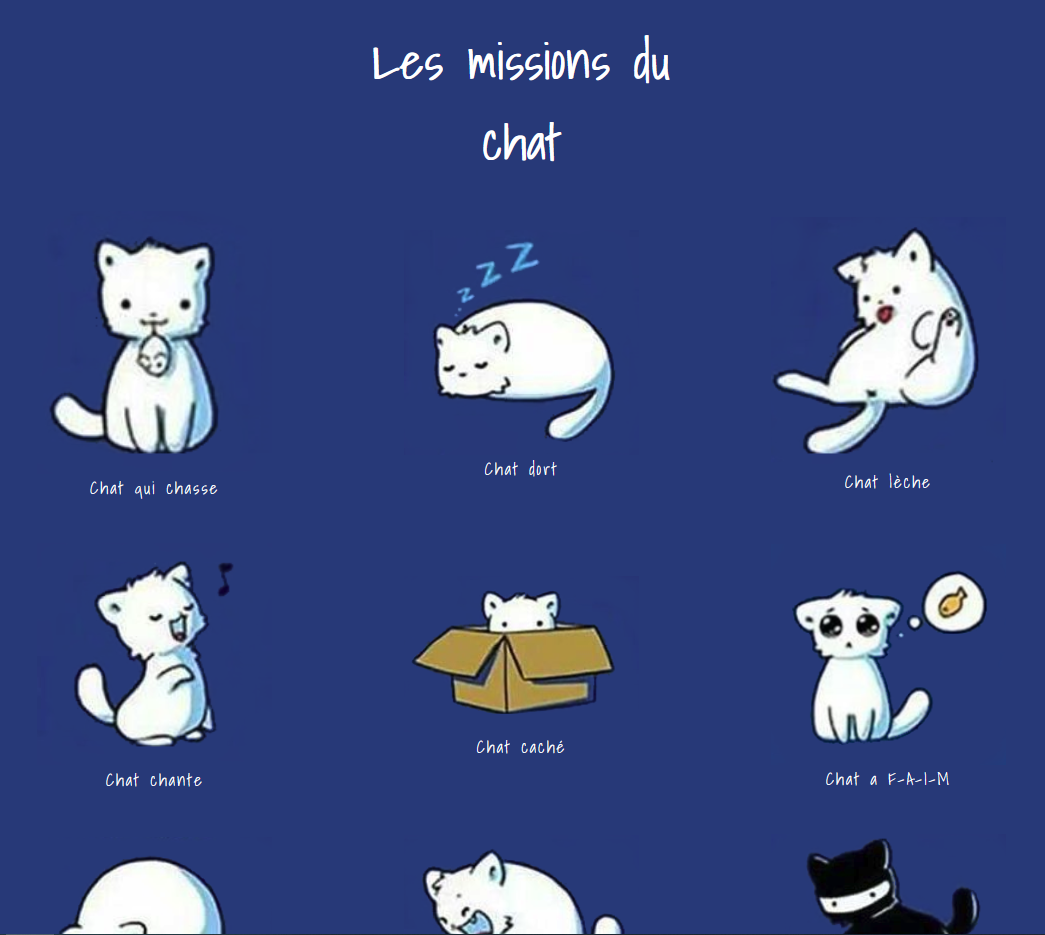 Les missions du
chat
z z Z
Chat qui chasse
Chat dort
Chat lèche
Chat chante
Chat caché
Chat a F-A-I-M